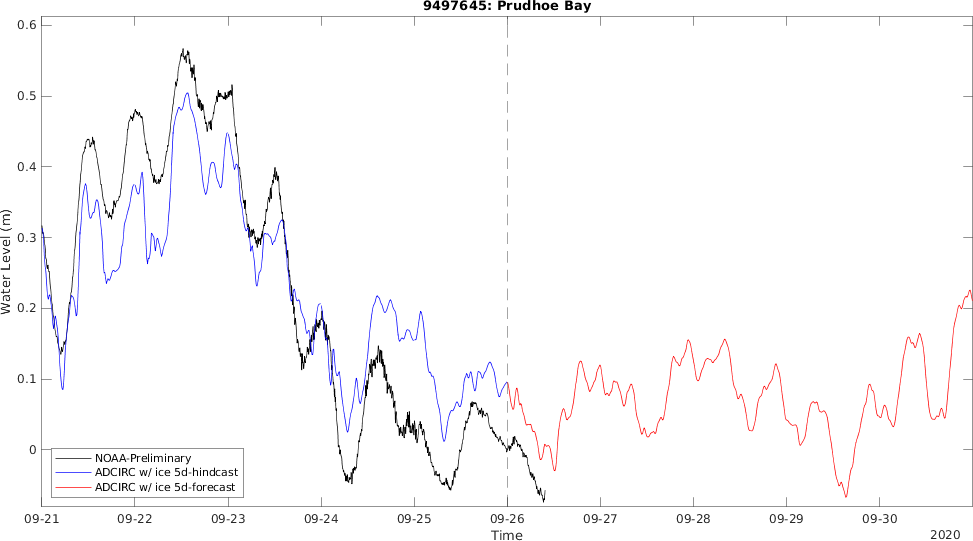 9497645: Prudhoe Bay
Water Level (m)
0.6
0.5
0.4
0.3
0.2
0.1
0
NOAA-Preliminary
ADCIRC w/ ice 5d-hindcast
ADCIRC w/ ice 5d-forecast
09-21 09-22 09-23 09-24 09-25 09-26 09-27 09-28 09-29 09-30
Time
2020